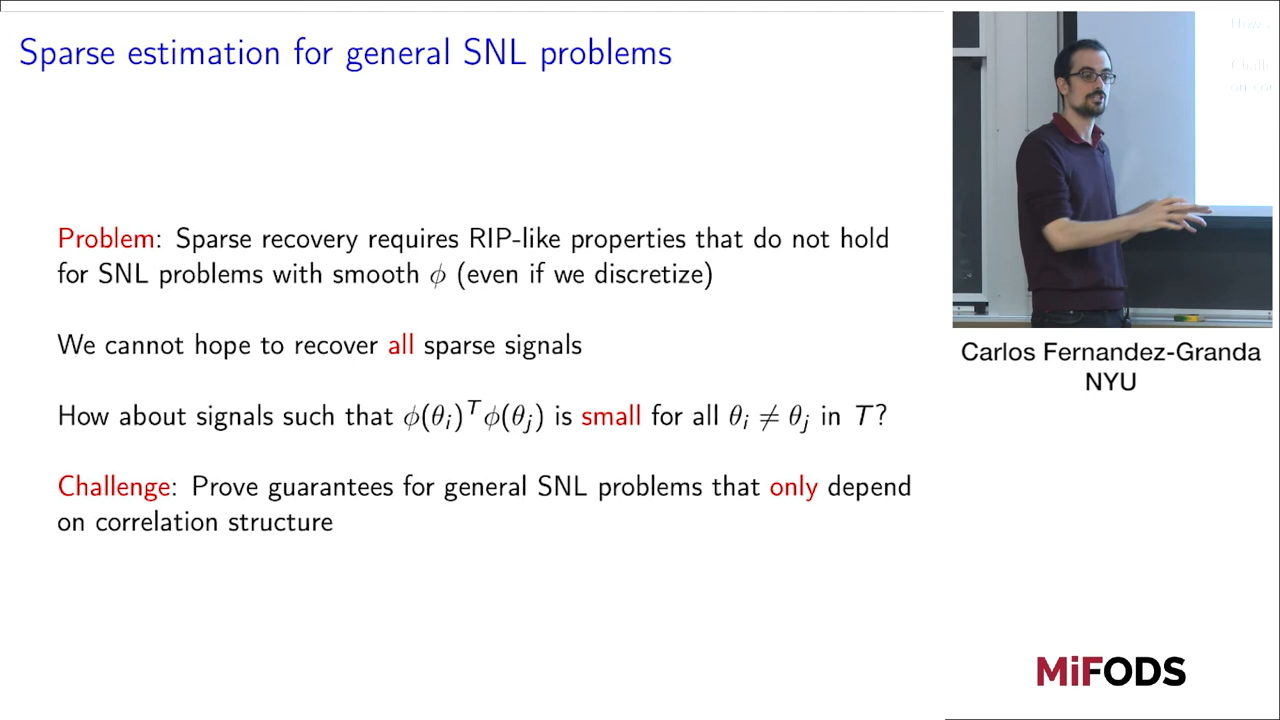 Sparse estimation for general SNL problems
Problem: Sparse recovery requires RIP-like properties that do not hold
for SNL problems with smooth ϕ (even if we discretize)
We cannot hope to recover all sparse signals
How about signals such that ϕ(θᵢ)ᵀϕ(θⱼ) is small for all θᵢ ≠ θⱼ in T?
Challenge: Prove guarantees for general SNL problems that only depend
on correlation structure
Carlos Fernandez-Granda
NYU
MiFODS